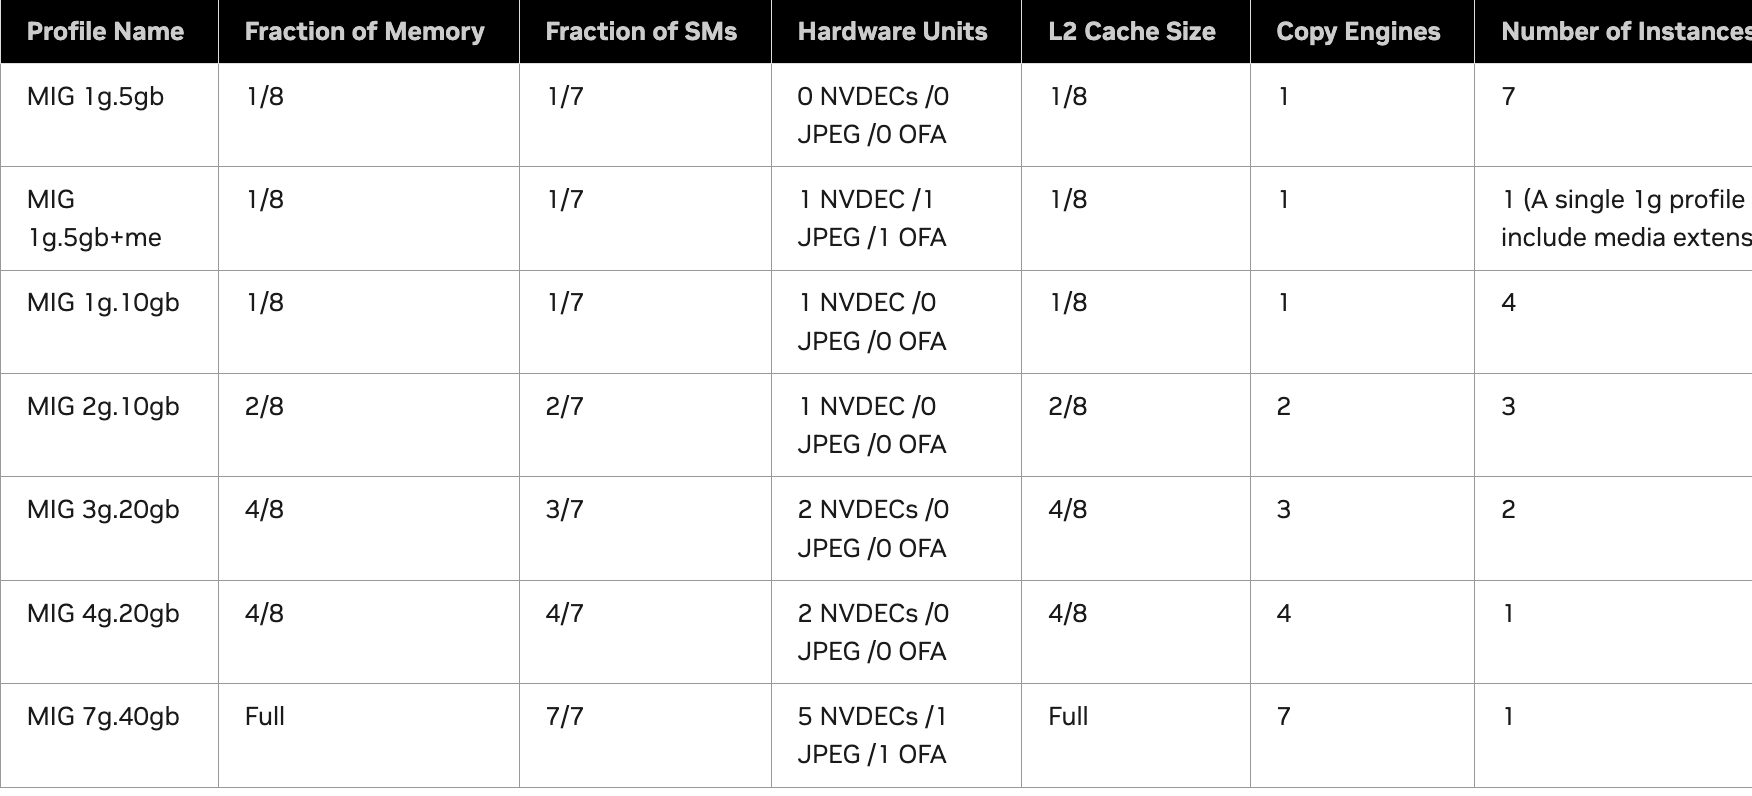 Profile Name Fraction of Memory Fraction of SMs Hardware Units L2 Cache Size Copy Engines Number of Instances
MIG 1g.5gb 1/8 1/7 0 NVDECs /0 1/8 1 7
JPEG /0 OFA
MIG 1/8 1/7 1 NVDEC /1 1/8 1 1 (A single 1g profile
1g.5gb+me JPEG /1 OFA include media extens
MIG 1g.10gb 1/8 1/7 1 NVDEC /0 1/8 1 4
JPEG /0 OFA
MIG 2g.10gb 2/8 2/7 1 NVDEC /0 2/8 2 3
JPEG /0 OFA
MIG 3g.20gb 4/8 3/7 2 NVDECs /0 4/8 3 2
JPEG /0 OFA
MIG 4g.20gb 4/8 4/7 2 NVDECs /0 4/8 4 1
JPEG /0 OFA
MIG 7g.40gb Full 7/7 5 NVDECs /1 Full 7 1
JPEG /1 OFA